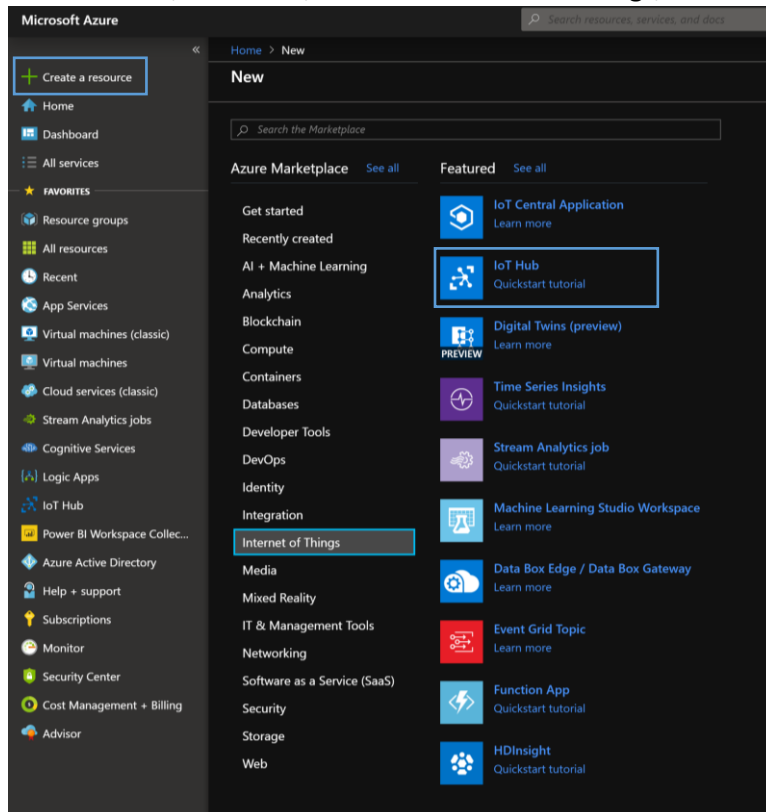 Microsoft Azure
Search resources, services, and docs
«
Home > New
Create a resource
New
Home
Dashboard
All services
FAVORITES
Resource groups
All resources
Recent
App Services
Virtual machines (classic)
Virtual machines
Cloud services (classic)
Stream Analytics jobs
Cognitive Services
Logic Apps
IoT Hub
Power BI Workspace Collec...
Azure Active Directory
Help + support
Subscriptions
Monitor
Security Center
Cost Management + Billing
Advisor
Search the Marketplace
Azure Marketplace See all
Get started
Recently created
AI + Machine Learning
Analytics
Blockchain
Compute
Containers
Databases
Developer Tools
DevOps
Identity
Integration
Internet of Things
Media
Mixed Reality
IT & Management Tools
Networking
Software as a Service (SaaS)
Security
Storage
Web
Featured See all
IoT Central Application
Learn more
IoT Hub
Quickstart tutorial
Digital Twins (preview)
PREVIEW
Learn more
Time Series Insights
Quickstart tutorial
Stream Analytics job
Quickstart tutorial
Machine Learning Studio Workspace
Learn more
Data Box Edge / Data Box Gateway
Learn more
Event Grid Topic
Learn more
Function App
Quickstart tutorial
HDInsight
Quickstart tutorial